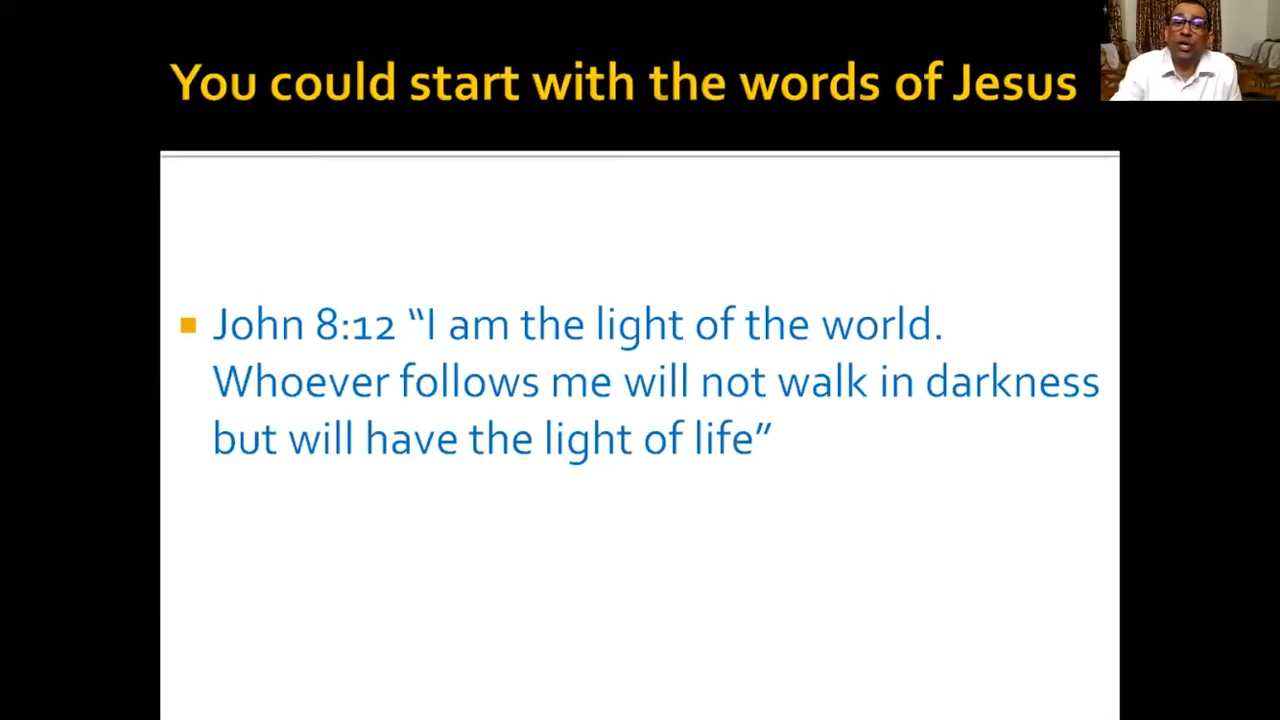 You could start with the words of Jesus
John 8:12 “I am the light of the world.
Whoever follows me will not walk in darkness
but will have the light of life”